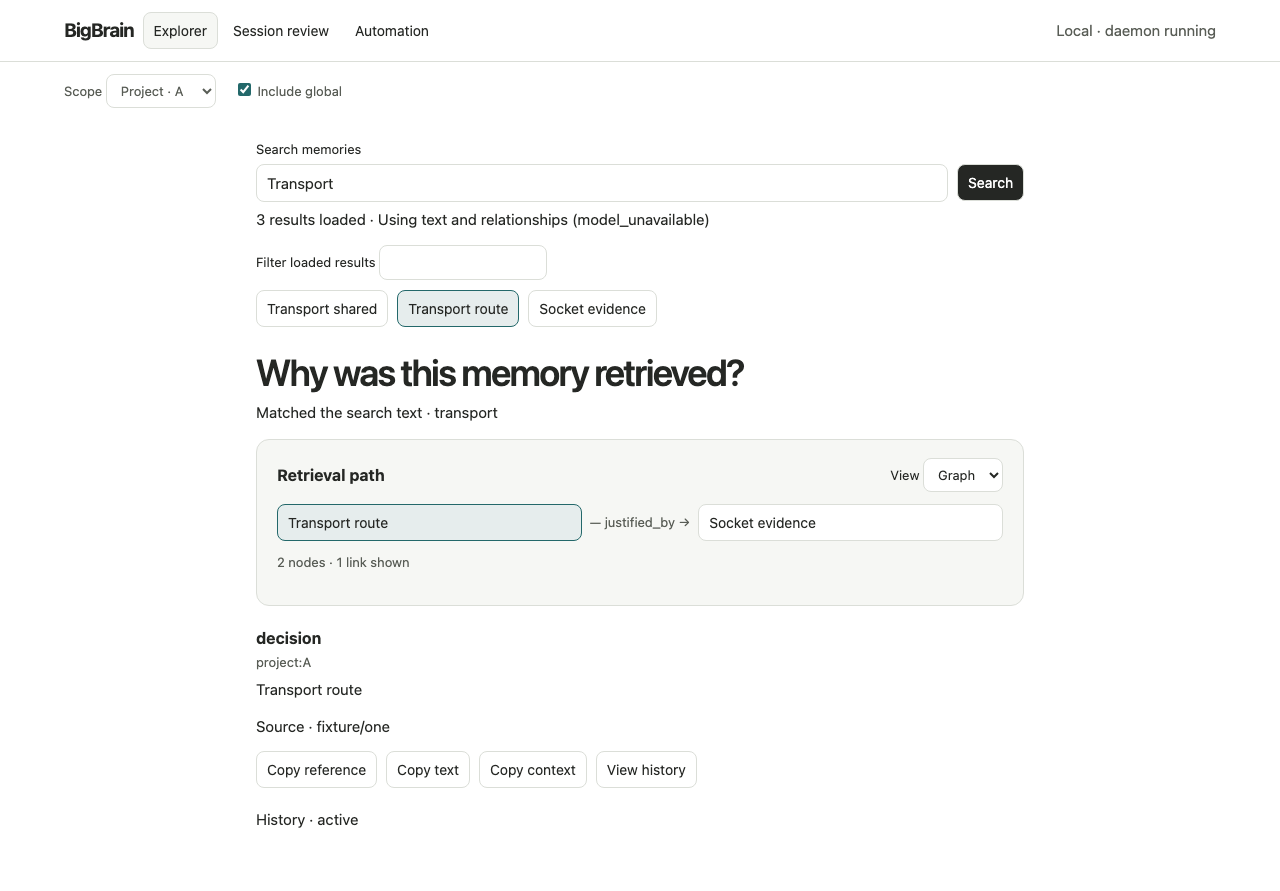 BigBrain Explorer Session review Automation Local · daemon running
Scope Project · A Include global
Search memories
Transport Search
3 results loaded · Using text and relationships (model_unavailable)
Filter loaded results
Transport shared Transport route Socket evidence
Why was this memory retrieved?
Matched the search text · transport
Retrieval path View Graph
Transport route — justified_by → Socket evidence
2 nodes · 1 link shown
decision
project:A
Transport route
Source · fixture/one
Copy reference Copy text Copy context View history
History · active